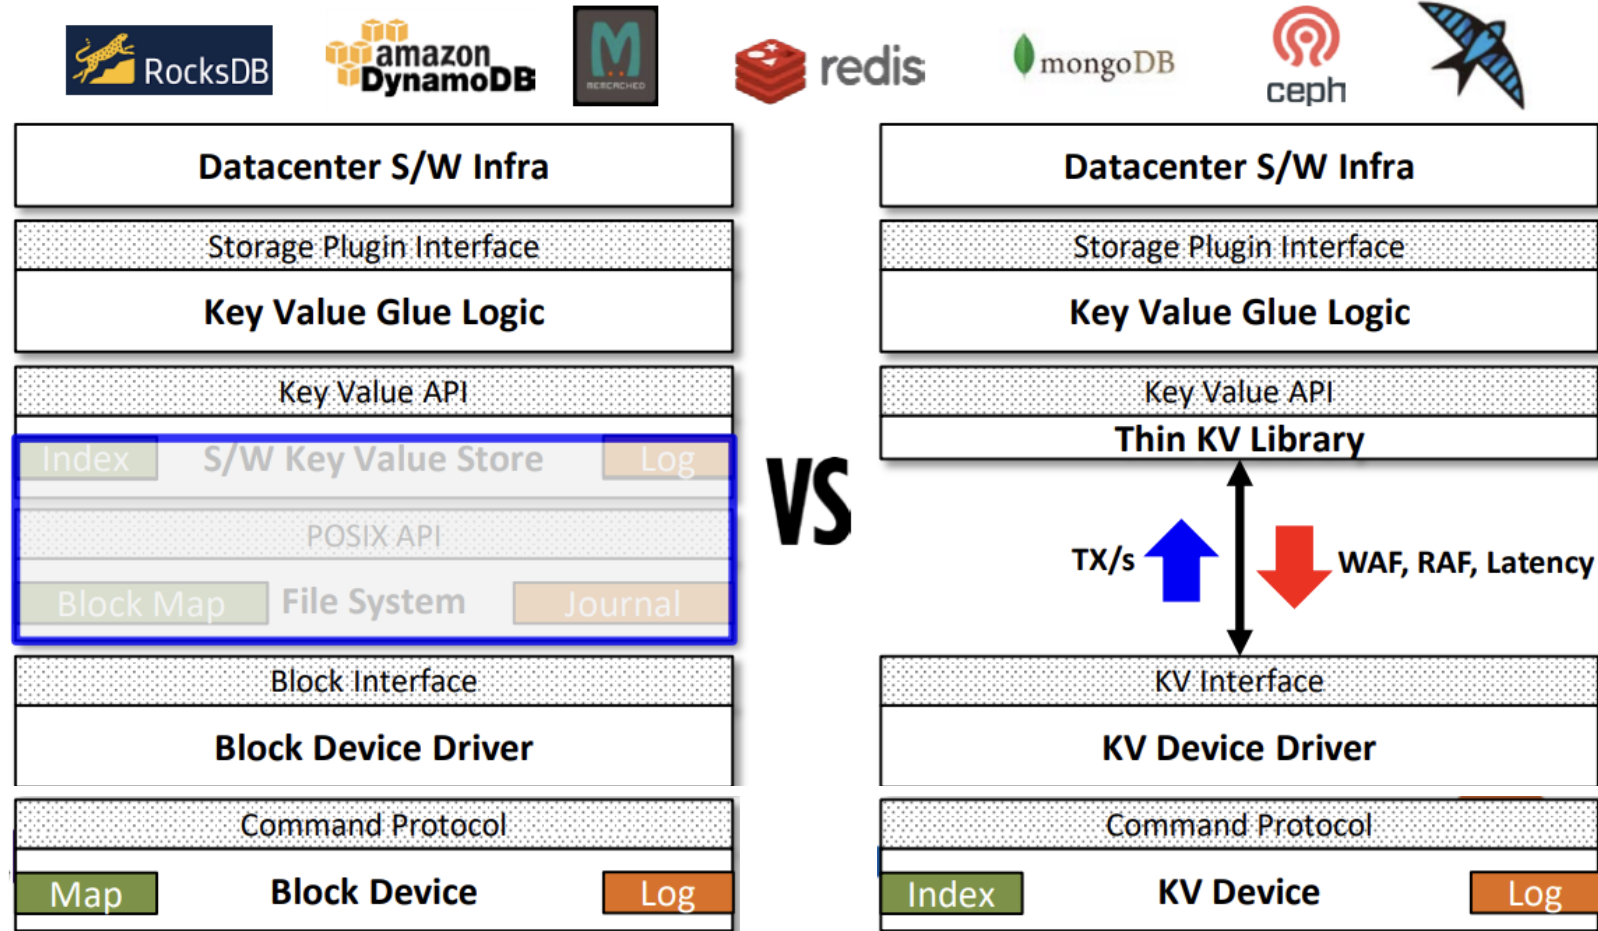 RocksDB
amazon
DynamoDB
MEMCACHED
redis
mongoDB
ceph
Datacenter S/W Infra
Storage Plugin Interface
Key Value Glue Logic
Key Value API
Index S/W Key Value Store Log
POSIX API
Block Map File System Journal
Block Interface
Block Device Driver
Command Protocol
Map Block Device Log
VS
Datacenter S/W Infra
Storage Plugin Interface
Key Value Glue Logic
Key Value API
Thin KV Library
TX/s
WAF, RAF, Latency
KV Interface
KV Device Driver
Command Protocol
Index KV Device Log